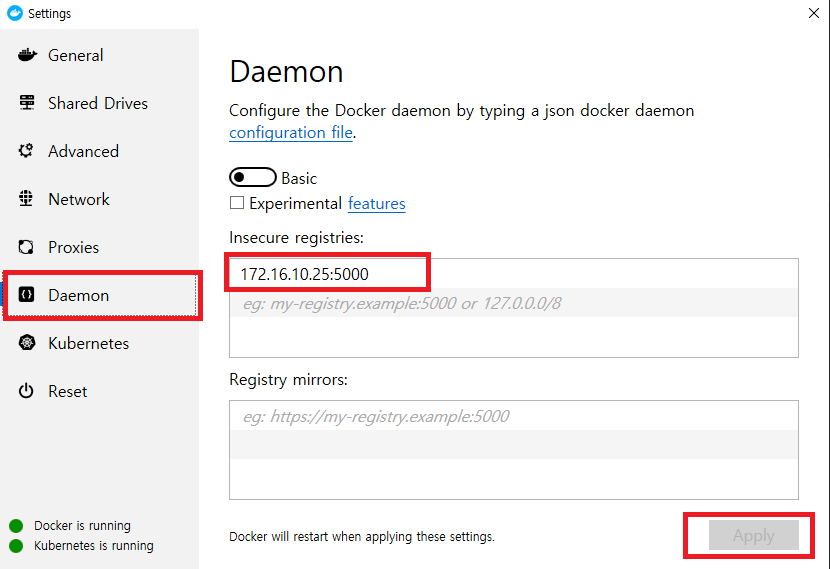 Settings
General
Shared Drives
Advanced
Network
Proxies
Daemon
Kubernetes
Reset
Docker is running
Kubernetes is running
Daemon
Configure the Docker daemon by typing a json docker daemon
configuration file.
Basic
Experimental features
Insecure registries:
172.16.10.25:5000
eg: my-registry.example:5000 or 127.0.0.0/8
Registry mirrors:
eg: https://my-registry.example:5000
Docker will restart when applying these settings.
Apply